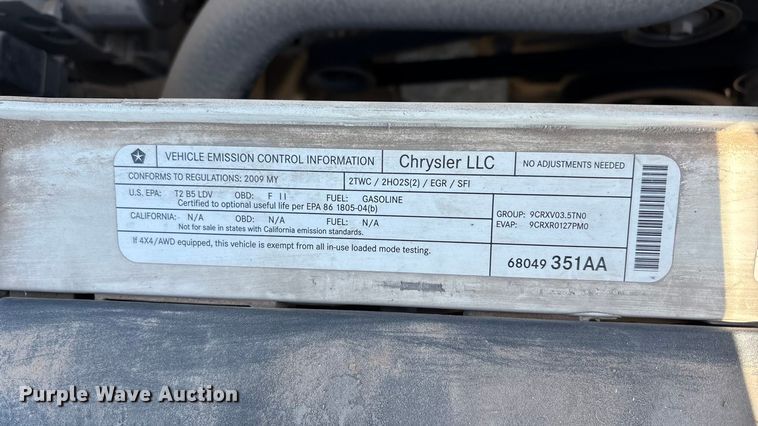 VEHICLE EMISSION CONTROL INFORMATION Chrysler LLC NO ADJUSTMENTS NEEDED
CONFORMS TO REGULATIONS: 2009 MY 2TWC / 2HO2S(2) / EGR / SFI
U.S. EPA: T2 B5 LDV OBD: F II FUEL: GASOLINE
Certified to optional useful life per EPA 86 1805-04(b)
CALIFORNIA: N/A OBD: N/A FUEL: N/A
Not for sale in states with California emission standards.
GROUP: 9CRXV03.5TN0
EVAP: 9CRXR0127PM0
If 4X4/AWD equipped, this vehicle is exempt from all in-use loaded mode testing.
68049 351AA
Purple Wave Auction